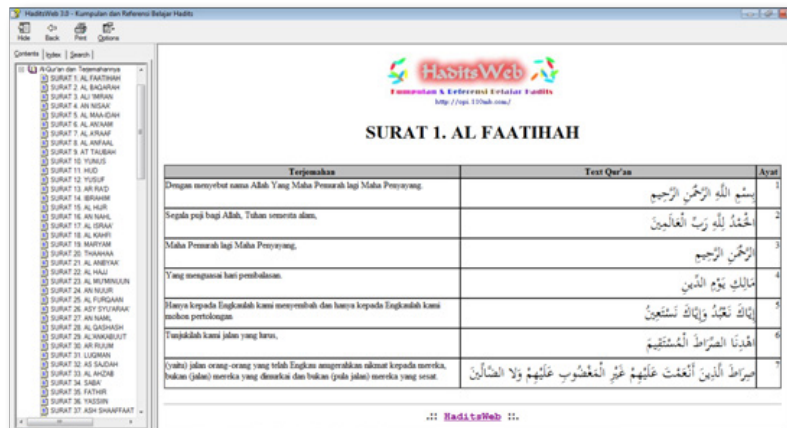 HaditsWeb 3.0 - Kumpulan dan Referensi Belajar Hadits
Hide Back Print Options
Contents Index Search
Al-Qur'an dan Terjemahannya
SURAT 1. AL FAATIHAH
SURAT 2. AL BAQARAH
SURAT 3. ALI 'IMRAN
SURAT 4. AN NISAA'
SURAT 5. AL MAA-IDAH
SURAT 6. AL AN'AAM
SURAT 7. AL A'RAAF
SURAT 8. AL ANFAAL
SURAT 9. AT TAUBAH
SURAT 10. YUNUS
SURAT 11. HUD
SURAT 12. YUSUF
SURAT 13. AR RA'D
SURAT 14. IBRAHIM
SURAT 15. AL HIJR
SURAT 16. AN NAHL
SURAT 17. AL ISRAA'
SURAT 18. AL KAHFI
SURAT 19. MARYAM
SURAT 20. THAAHAA
SURAT 21. AL ANBIYAA'
SURAT 22. AL HAJJ
SURAT 23. AL MU'MINUUN
SURAT 24. AN NUUR
SURAT 25. AL FURQAAN
SURAT 26. ASY SYU'ARAA'
SURAT 27. AN NAML
SURAT 28. AL QASHASH
SURAT 29. AL'ANKABUUT
SURAT 30. AR RUUM
SURAT 31. LUQMAN
SURAT 32. AS SAJDAH
SURAT 33. AL AHZAB
SURAT 34. SABA'
SURAT 35. FATHIR
SURAT 36. YASSIIN
SURAT 37. ASH SHAAFFAAT
HaditsWeb
Kumpulan & Referensi Belajar Hadits
http://opi.110mb.com/
SURAT 1. AL FAATIHAH
Terjemahan Text Qur'an Ayat
Dengan menyebut nama Allah Yang Maha Pemurah lagi Maha Penyayang.
بِسْمِ اللَّهِ الرَّحْمَٰنِ الرَّحِيمِ 1
Segala puji bagi Allah, Tuhan semesta alam,
الْحَمْدُ لِلَّهِ رَبِّ الْعَالَمِينَ 2
Maha Pemurah lagi Maha Penyayang,
الرَّحْمَٰنِ الرَّحِيمِ 3
Yang menguasai hari pembalasan.
مَالِكِ يَوْمِ الدِّينِ 4
Hanya kepada Engkaulah kami menyembah dan hanya kepada Engkaulah kami
mohon pertolongan
إِيَّاكَ نَعْبُدُ وَإِيَّاكَ نَسْتَعِينُ 5
Tunjukilah kami jalan yang lurus,
اهْدِنَا الصِّرَاطَ الْمُسْتَقِيمَ 6
(yaitu) jalan orang-orang yang telah Engkau anugerahkan nikmat kepada mereka,
bukan (jalan) mereka yang dimurkai dan bukan (pula jalan) mereka yang sesat.
صِرَاطَ الَّذِينَ أَنْعَمْتَ عَلَيْهِمْ غَيْرِ الْمَغْضُوبِ عَلَيْهِمْ وَلَا الضَّالِّينَ 7
.:: HaditsWeb ::.